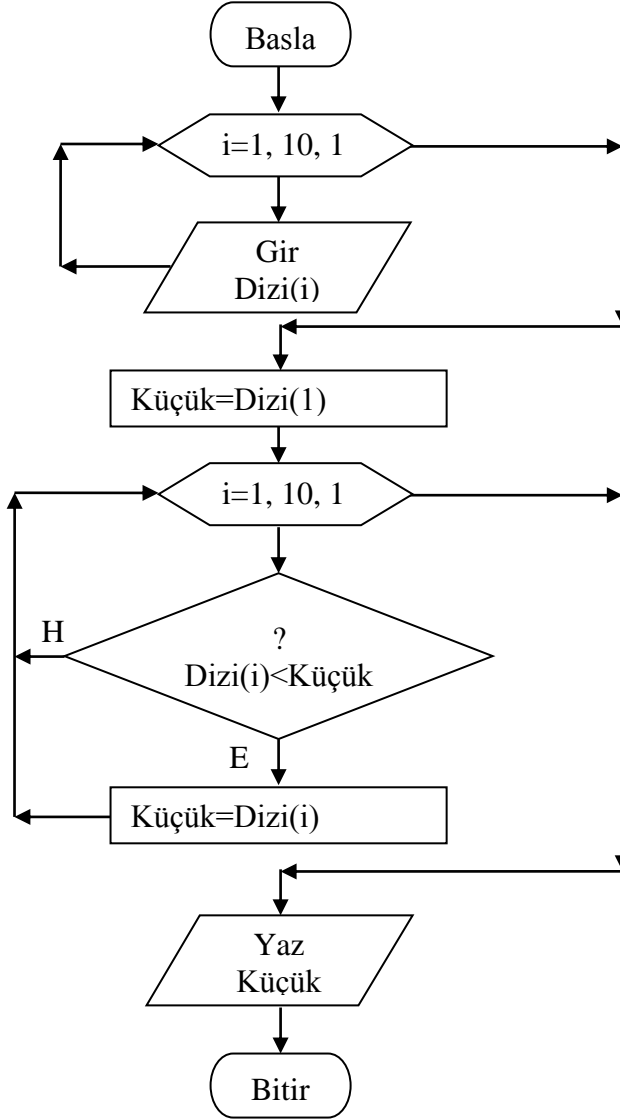 Basla
i=1, 10, 1
Gir
Dizi(i)
Küçük=Dizi(1)
i=1, 10, 1
H
?
Dizi(i)<Küçük
E
Küçük=Dizi(i)
Yaz
Küçük
Bitir